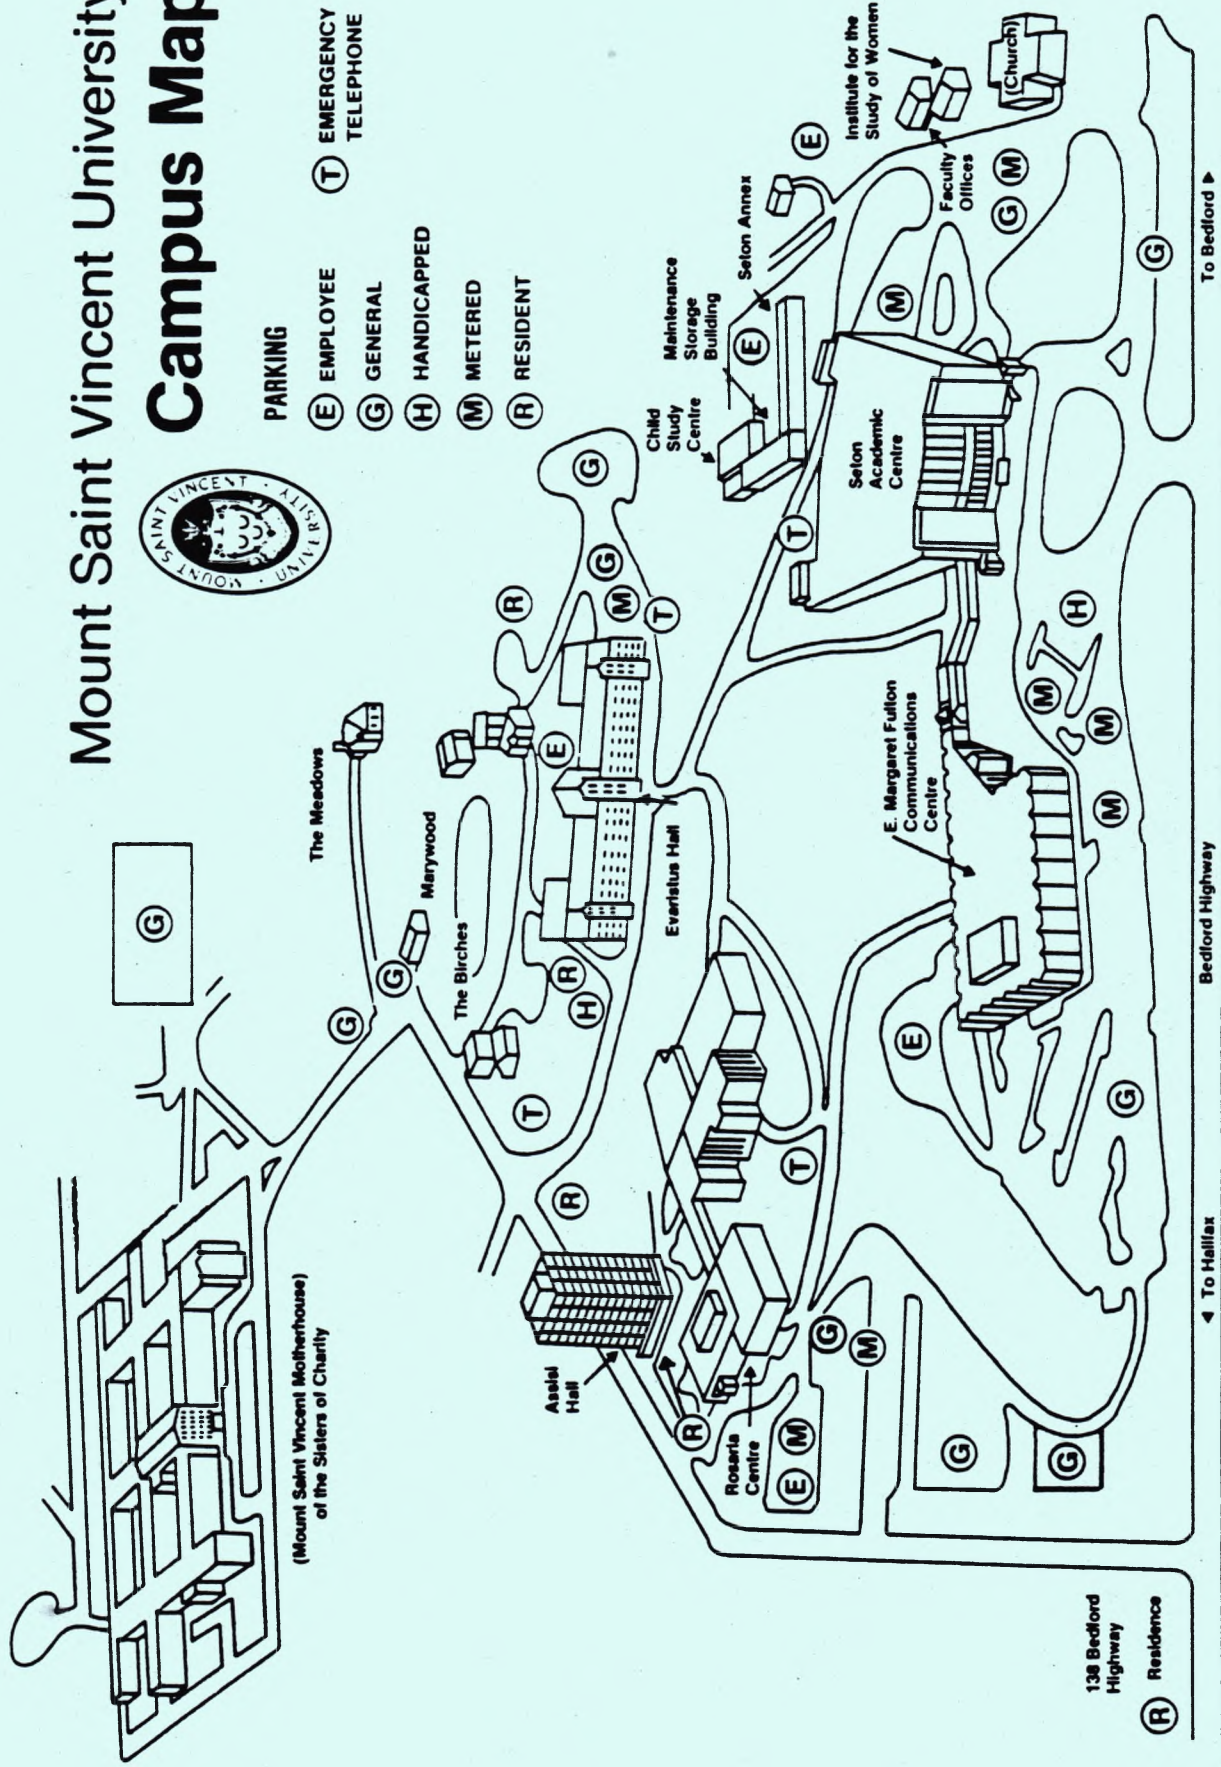 Mount Saint Vincent University
Campus Map
MOUNT SAINT VINCENT · UNIVERSITY ·
PARKING
E EMPLOYEE
G GENERAL
H HANDICAPPED
M METERED
R RESIDENT
T EMERGENCY
TELEPHONE
G
(Mount Saint Vincent Motherhouse)
of the Sisters of Charity
The Meadows
G
G
Marywood
The Birches
R
G
G
M
T
E
R
H
T
Evaristus Hall
R
Assisi
Hall
R
Rosaria
Centre
T
E
M
G
M
G
G
Child
Study
Centre
Maintenance
Storage
Building
Seton Annex
E
E
Institute for the
Study of Women
Faculty
Offices
(Church)
G
M
M
G
T
Seton
Academic
Centre
E. Margaret Fulton
Communications
Centre
H
M
M
M
E
G
138 Bedford
Highway
R Residence
◄ To Halifax
Bedford Highway
To Bedford ►